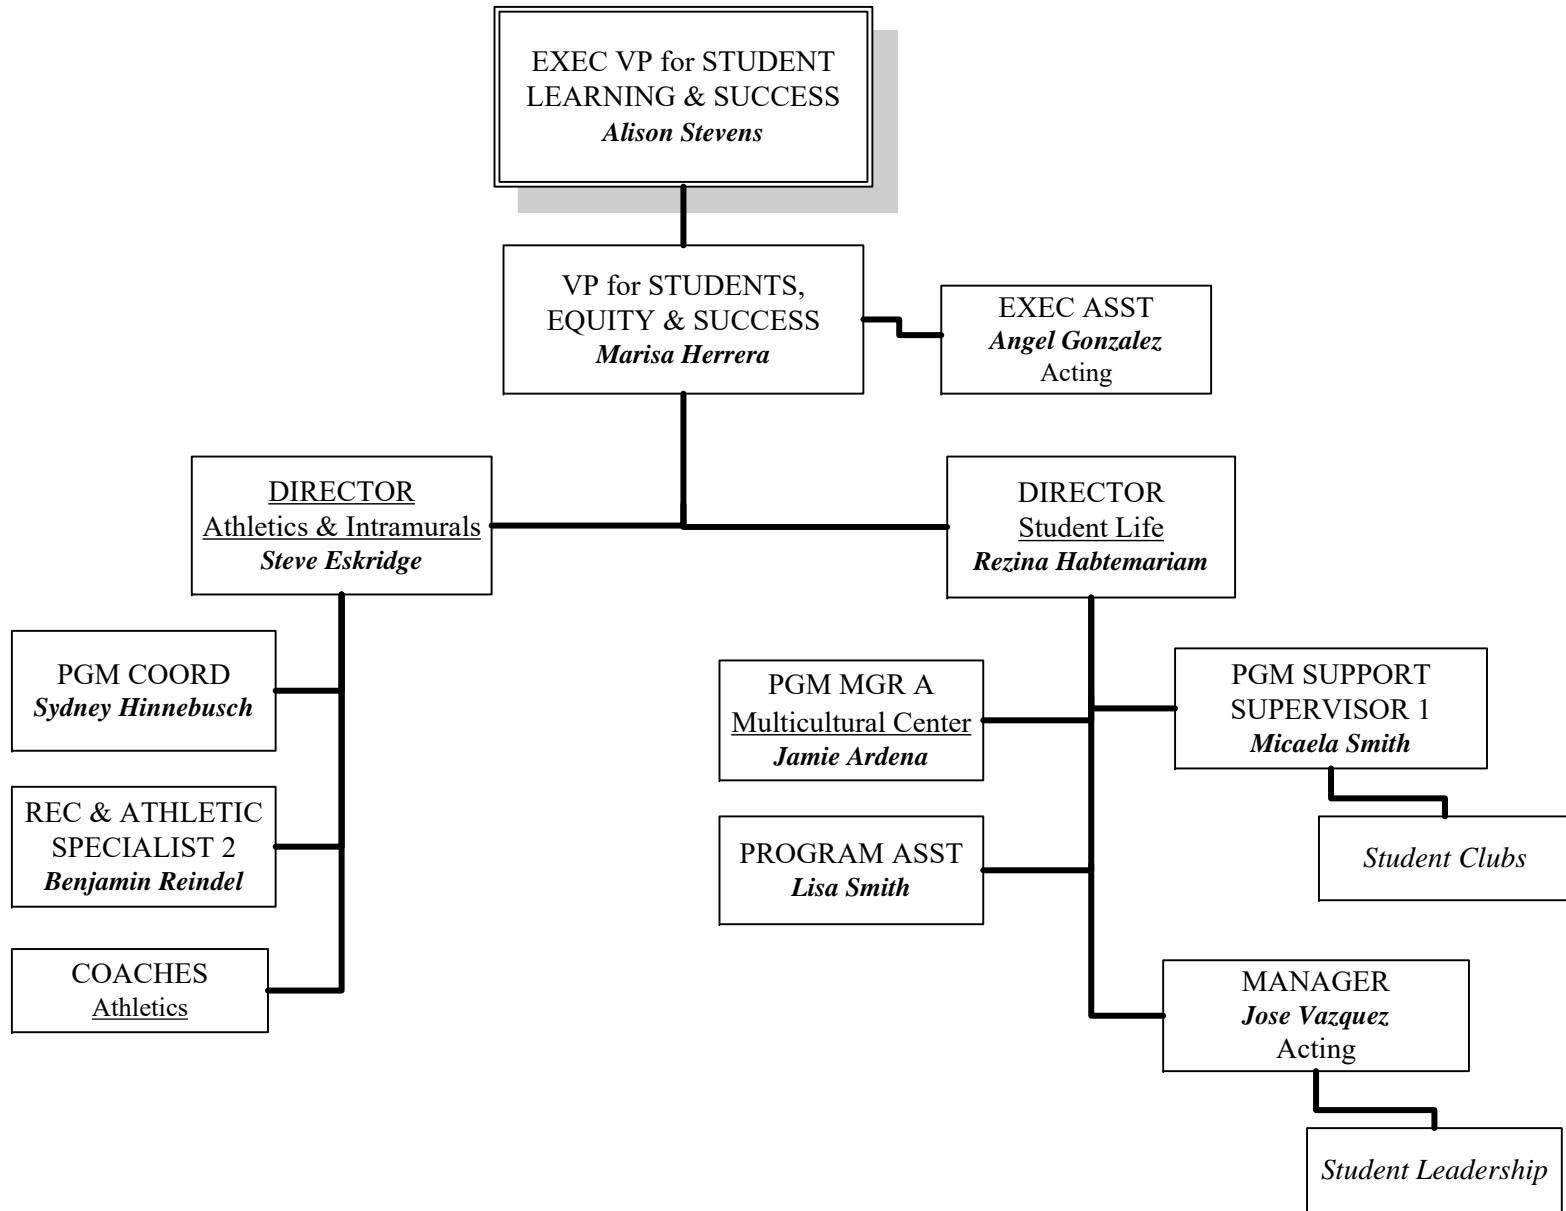 EXEC VP for STUDENT
LEARNING & SUCCESS
Alison Stevens
VP for STUDENTS,
EQUITY & SUCCESS
Marisa Herrera
EXEC ASST
Angel Gonzalez
Acting
DIRECTOR
Athletics & Intramurals
Steve Eskridge
DIRECTOR
Student Life
Rezina Habtemariam
PGM COORD
Sydney Hinnebusch
REC & ATHLETIC
SPECIALIST 2
Benjamin Reindel
COACHES
Athletics
PGM MGR A
Multicultural Center
Jamie Ardena
PGM SUPPORT
SUPERVISOR 1
Micaela Smith
PROGRAM ASST
Lisa Smith
Student Clubs
MANAGER
Jose Vazquez
Acting
Student Leadership